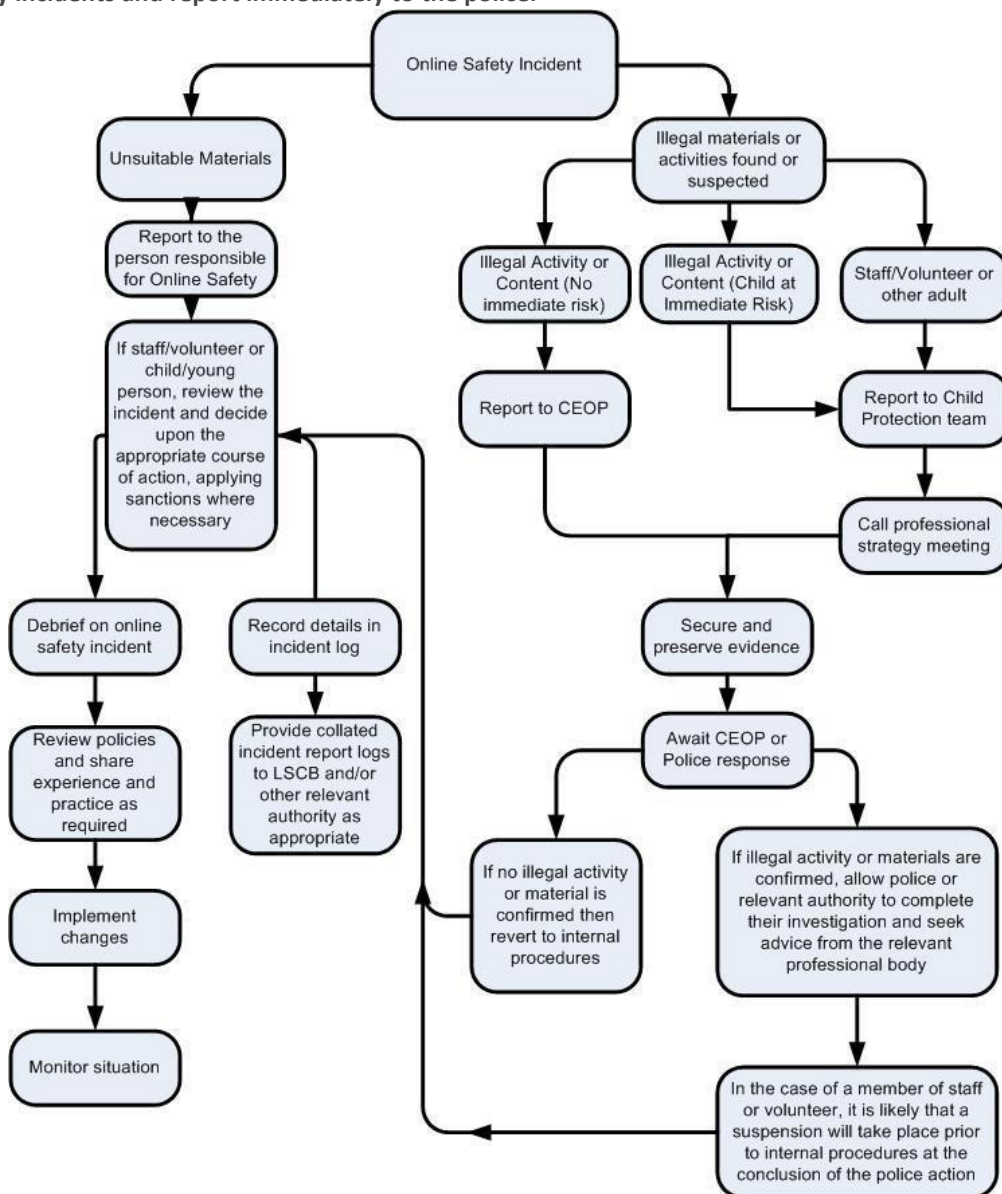 incidents and report immediately to the police.
Online Safety Incident
Unsuitable Materials
Report to the
person responsible
for Online Safety
If staff/volunteer or
child/young
person, review the
incident and decide
upon the
appropriate course
of action, applying
sanctions where
necessary
Debrief on online
safety incident
Review policies
and share
experience and
practice as
required
Implement
changes
Monitor situation
Record details in
incident log
Provide collated
incident report logs
to LSCB and/or
other relevant
authority as
appropriate
Illegal materials or
activities found or
suspected
Illegal Activity or
Content (No
immediate risk)
Illegal Activity or
Content (Child at
Immediate Risk)
Staff/Volunteer or
other adult
Report to CEOP
Report to Child
Protection team
Call professional
strategy meeting
Secure and
preserve evidence
Await CEOP or
Police response
If no illegal activity
or material is
confirmed then
revert to internal
procedures
If illegal activity or materials are
confirmed, allow police or
relevant authority to complete
their investigation and seek
advice from the relevant
professional body
In the case of a member of staff
or volunteer, it is likely that a
suspension will take place prior
to internal procedures at the
conclusion of the police action